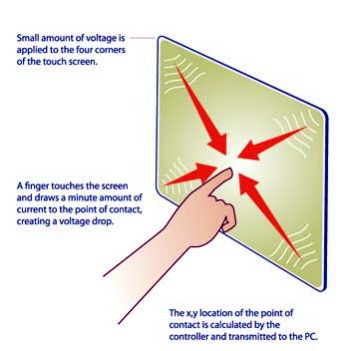 Small amount of voltage is
applied to the four corners
of the touch screen.
A finger touches the screen
and draws a minute amount of
current to the point of contact,
creating a voltage drop.
The x,y location of the point of
contact is calculated by the
controller and transmitted to the PC.